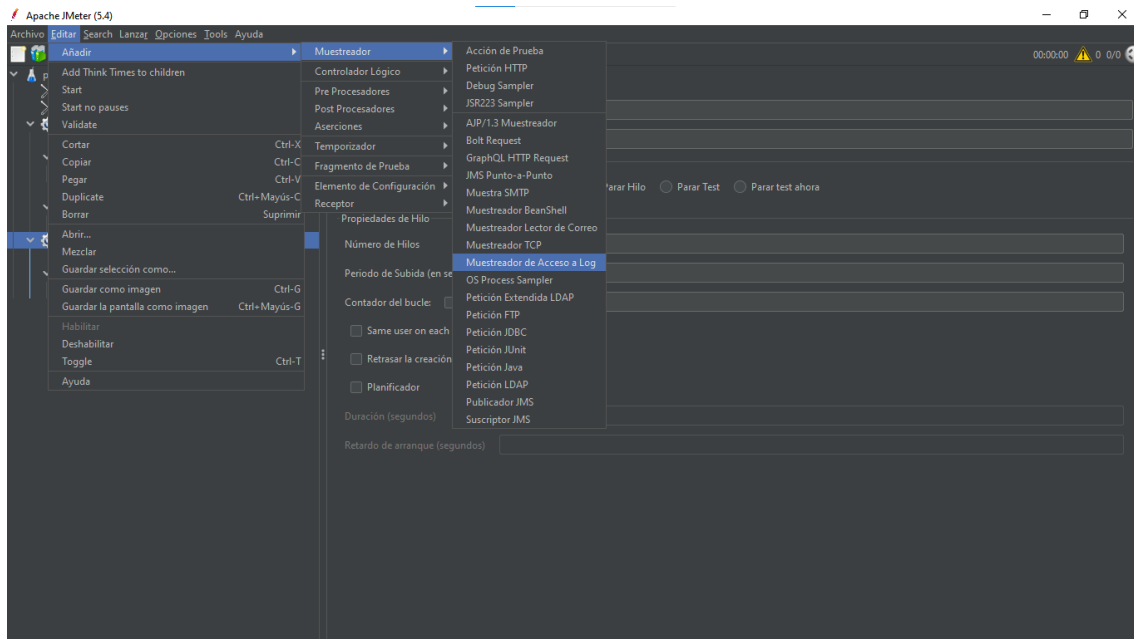 Apache JMeter (5.4)
Archivo Editar Search Lanzar Opciones Tools Ayuda
00:00:00 0 0/0
Añadir
Add Think Times to children
Start
Start no pauses
Validate
Cortar Ctrl-X
Copiar Ctrl-C
Pegar Ctrl-V
Duplicate Ctrl+Mayús-C
Borrar Suprimir
Abrir...
Mezclar
Guardar selección como...
Guardar como imagen Ctrl-G
Guardar la pantalla como imagen Ctrl+Mayús-G
Habilitar
Deshabilitar
Toggle Ctrl-T
Ayuda
Muestreador
Controlador Lógico
Pre Procesadores
Post Procesadores
Aserciones
Temporizador
Fragmento de Prueba
Elemento de Configuración
Receptor
Acción de Prueba
Petición HTTP
Debug Sampler
JSR223 Sampler
AJP/1.3 Muestreador
Bolt Request
GraphQL HTTP Request
JMS Punto-a-Punto
Muestra SMTP
Muestreador BeanShell
Muestreador Lector de Correo
Muestreador TCP
Muestreador de Acceso a Log
OS Process Sampler
Petición Extendida LDAP
Petición FTP
Petición JDBC
Petición JUnit
Petición Java
Petición LDAP
Publicador JMS
Suscriptor JMS
Parar Hilo Parar Test Parar test ahora
Propiedades de Hilo
Número de Hilos
Periodo de Subida (en se
Contador del bucle:
Same user on each
Retrasar la creación
Planificador
Duración (segundos)
Retardo de arranque (segundos)